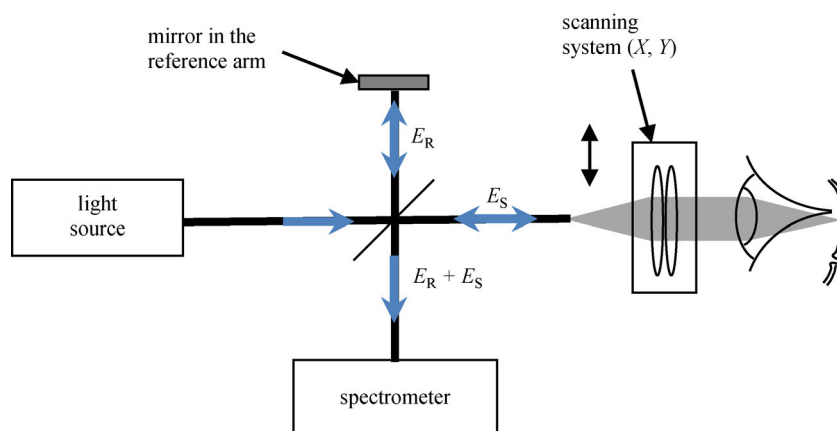 mirror in the
reference arm
scanning
system (X, Y)
E_R
light
source
E_S
E_R + E_S
spectrometer